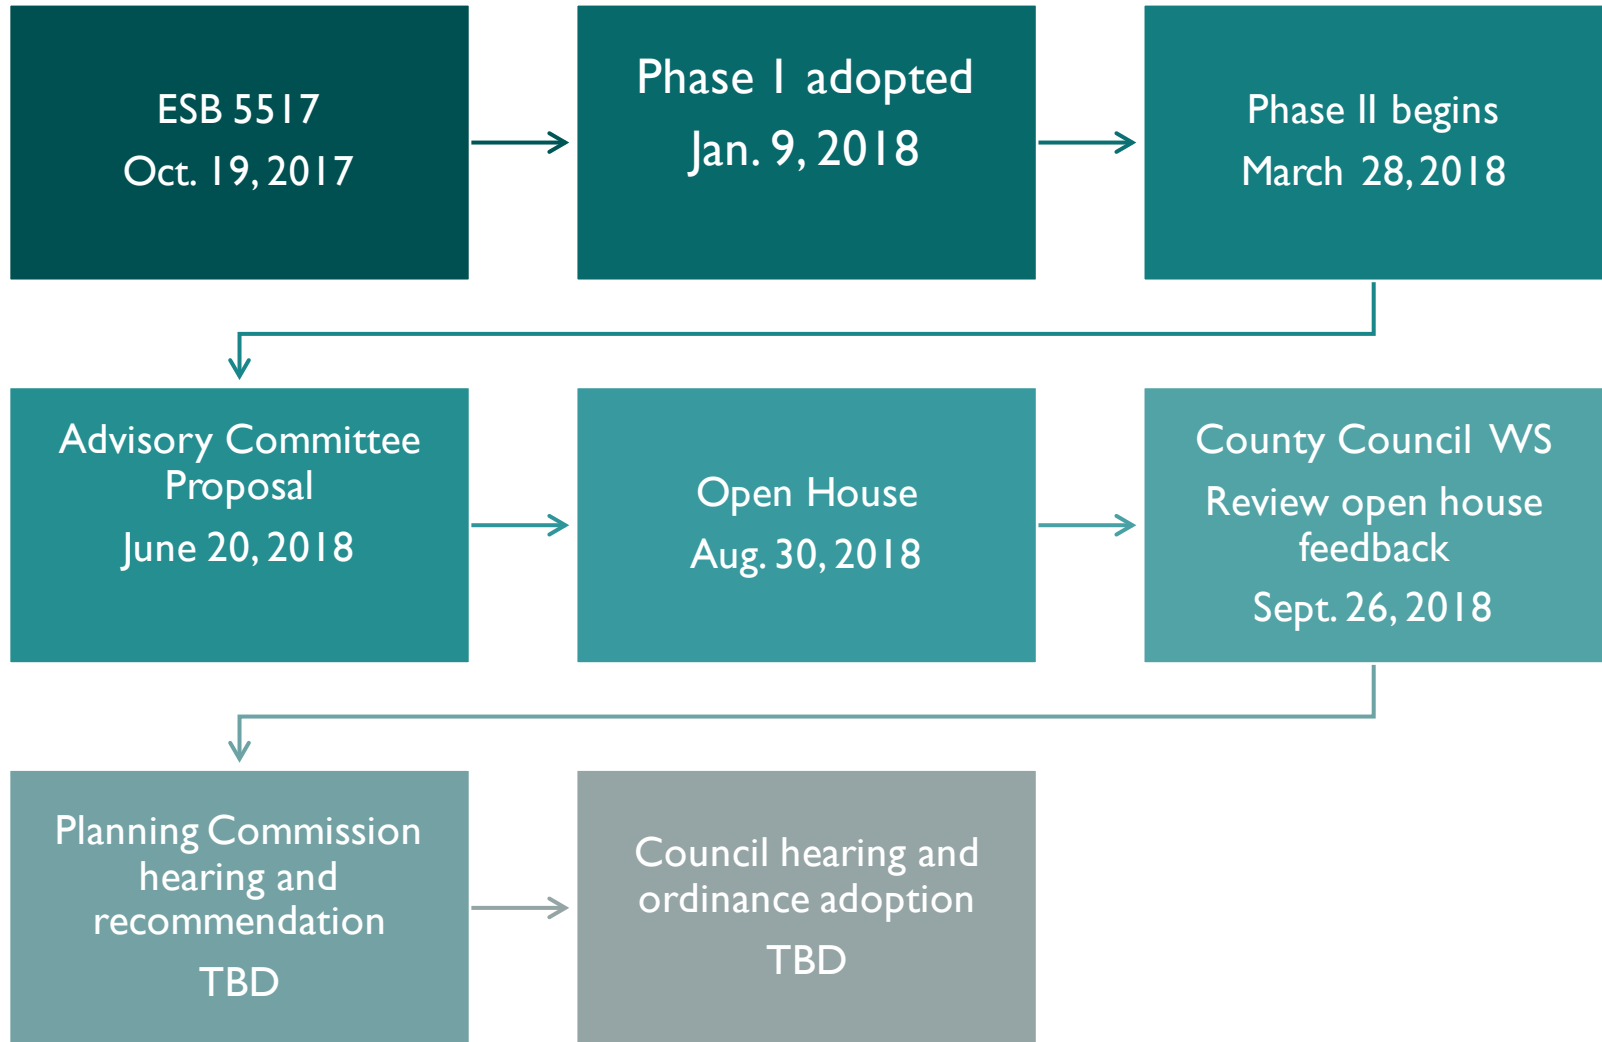 ESB 5517
Oct. 19, 2017
Phase I adopted
Jan. 9, 2018
Phase II begins
March 28, 2018
Advisory Committee
Proposal
June 20, 2018
Open House
Aug. 30, 2018
County Council WS
Review open house
feedback
Sept. 26, 2018
Planning Commission
hearing and
recommendation
TBD
Council hearing and
ordinance adoption
TBD